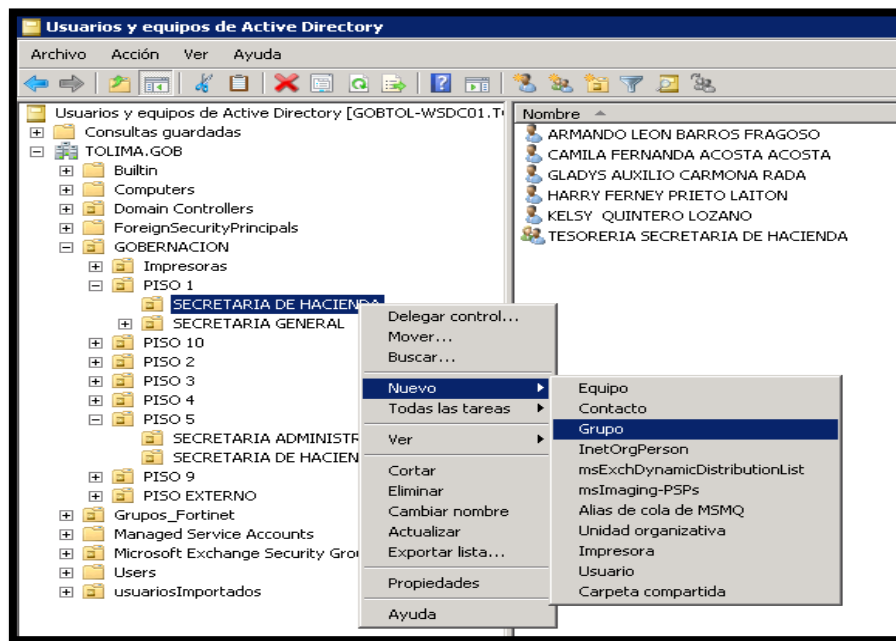 Usuarios y equipos de Active Directory
Archivo Acción Ver Ayuda
Usuarios y equipos de Active Directory [GOBTOL-WSDC01.T
Consultas guardadas
TOLIMA.GOB
Builtin
Computers
Domain Controllers
ForeignSecurityPrincipals
GOBERNACION
Impresoras
PISO 1
SECRETARIA DE HACIENDA
SECRETARIA GENERAL
PISO 10
PISO 2
PISO 3
PISO 4
PISO 5
SECRETARIA ADMINISTR
SECRETARIA DE HACIEN
PISO 9
PISO EXTERNO
Grupos_Fortinet
Managed Service Accounts
Microsoft Exchange Security Gro
Users
usuariosImportados
Nombre
ARMANDO LEON BARROS FRAGOSO
CAMILA FERNANDA ACOSTA ACOSTA
GLADYS AUXILIO CARMONA RADA
HARRY FERNEY PRIETO LAITON
KELSY QUINTERO LOZANO
TESORERIA SECRETARIA DE HACIENDA
Delegar control...
Mover...
Buscar...
Nuevo
Todas las tareas
Ver
Cortar
Eliminar
Cambiar nombre
Actualizar
Exportar lista...
Propiedades
Ayuda
Equipo
Contacto
Grupo
InetOrgPerson
msExchDynamicDistributionList
msImaging-PSPs
Alias de cola de MSMQ
Unidad organizativa
Impresora
Usuario
Carpeta compartida